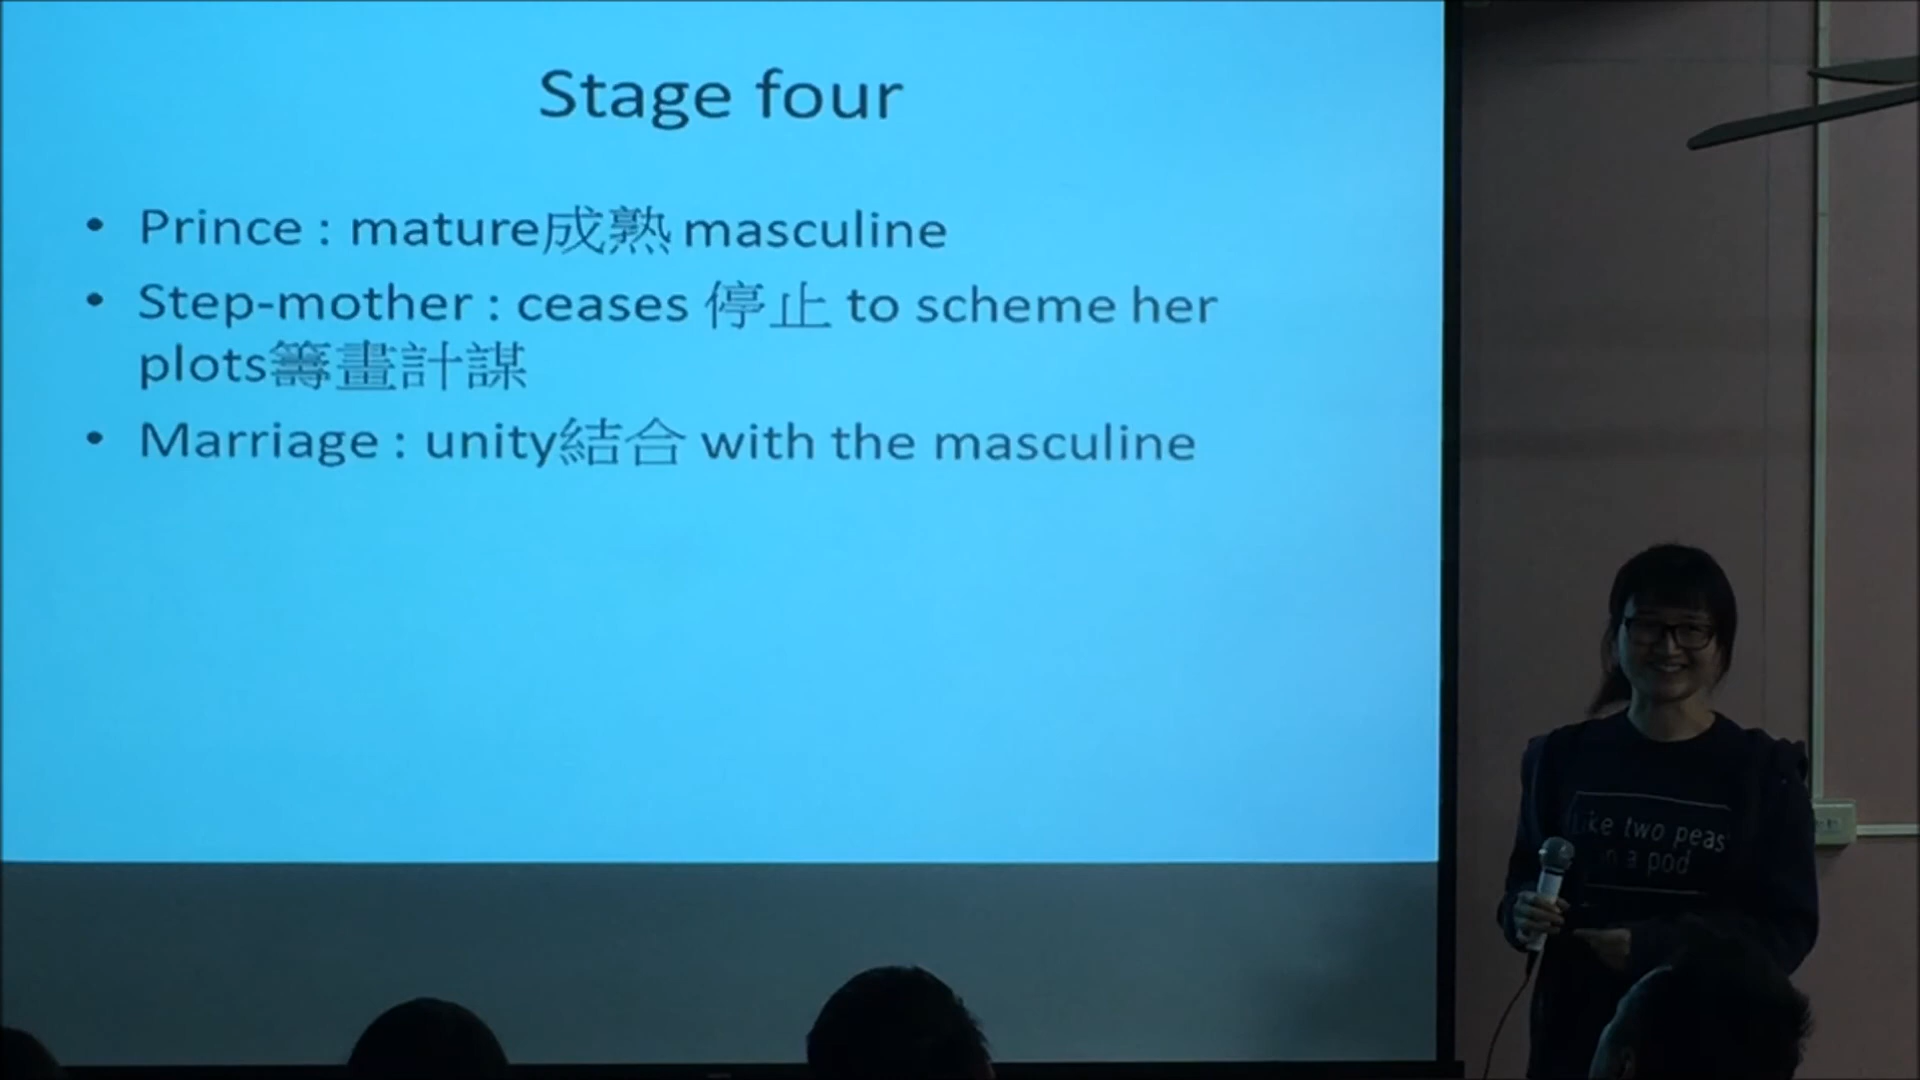 Stage four
• Prince : mature成熟 masculine
• Step-mother : ceases 停止 to scheme her
plots籌畫計謀
• Marriage : unity結合 with the masculine
Like two peas
in a pod